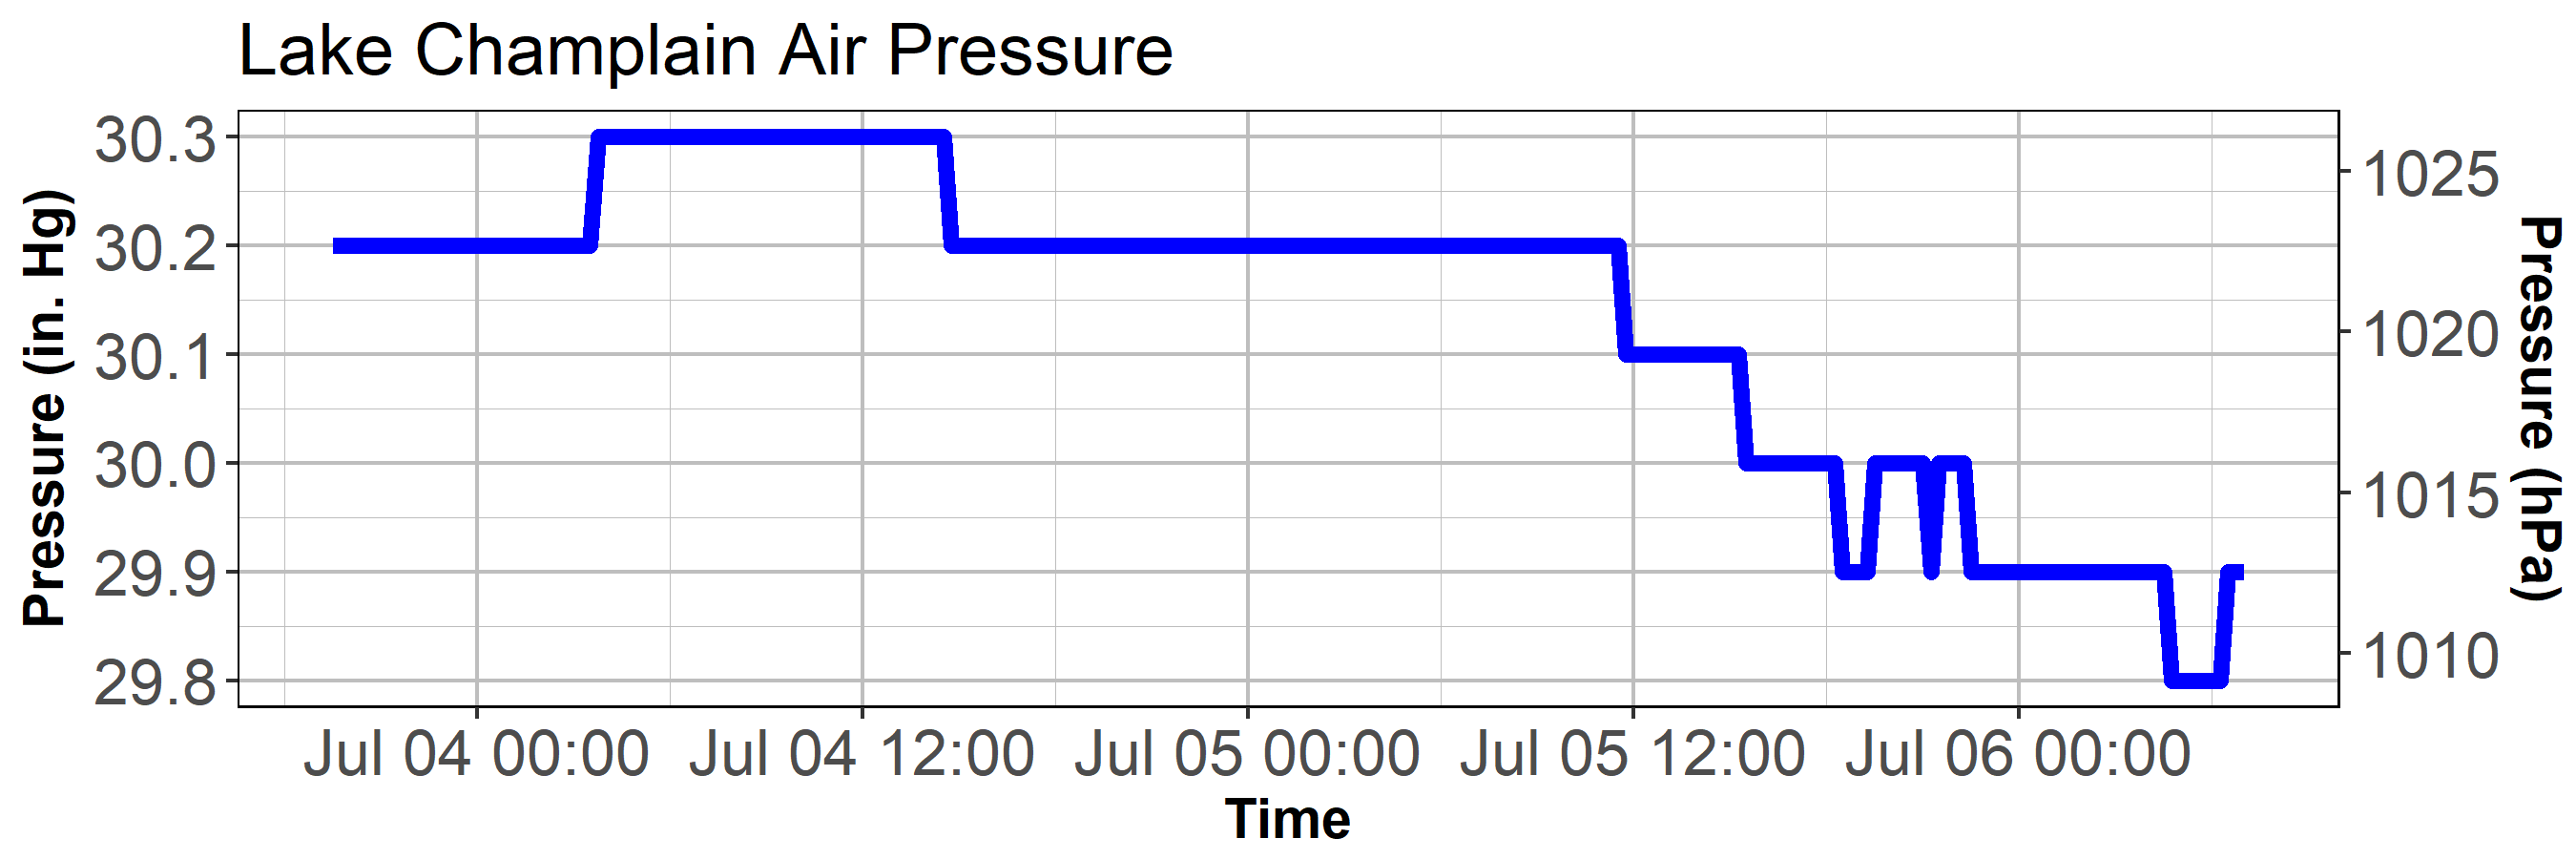 Lake Champlain Air Pressure
Pressure (in. Hg)
30.3
30.2
30.1
30.0
29.9
29.8
1025
1020
1015
1010
Pressure (hPa)
Jul 04 00:00 Jul 04 12:00 Jul 05 00:00 Jul 05 12:00 Jul 06 00:00
Time